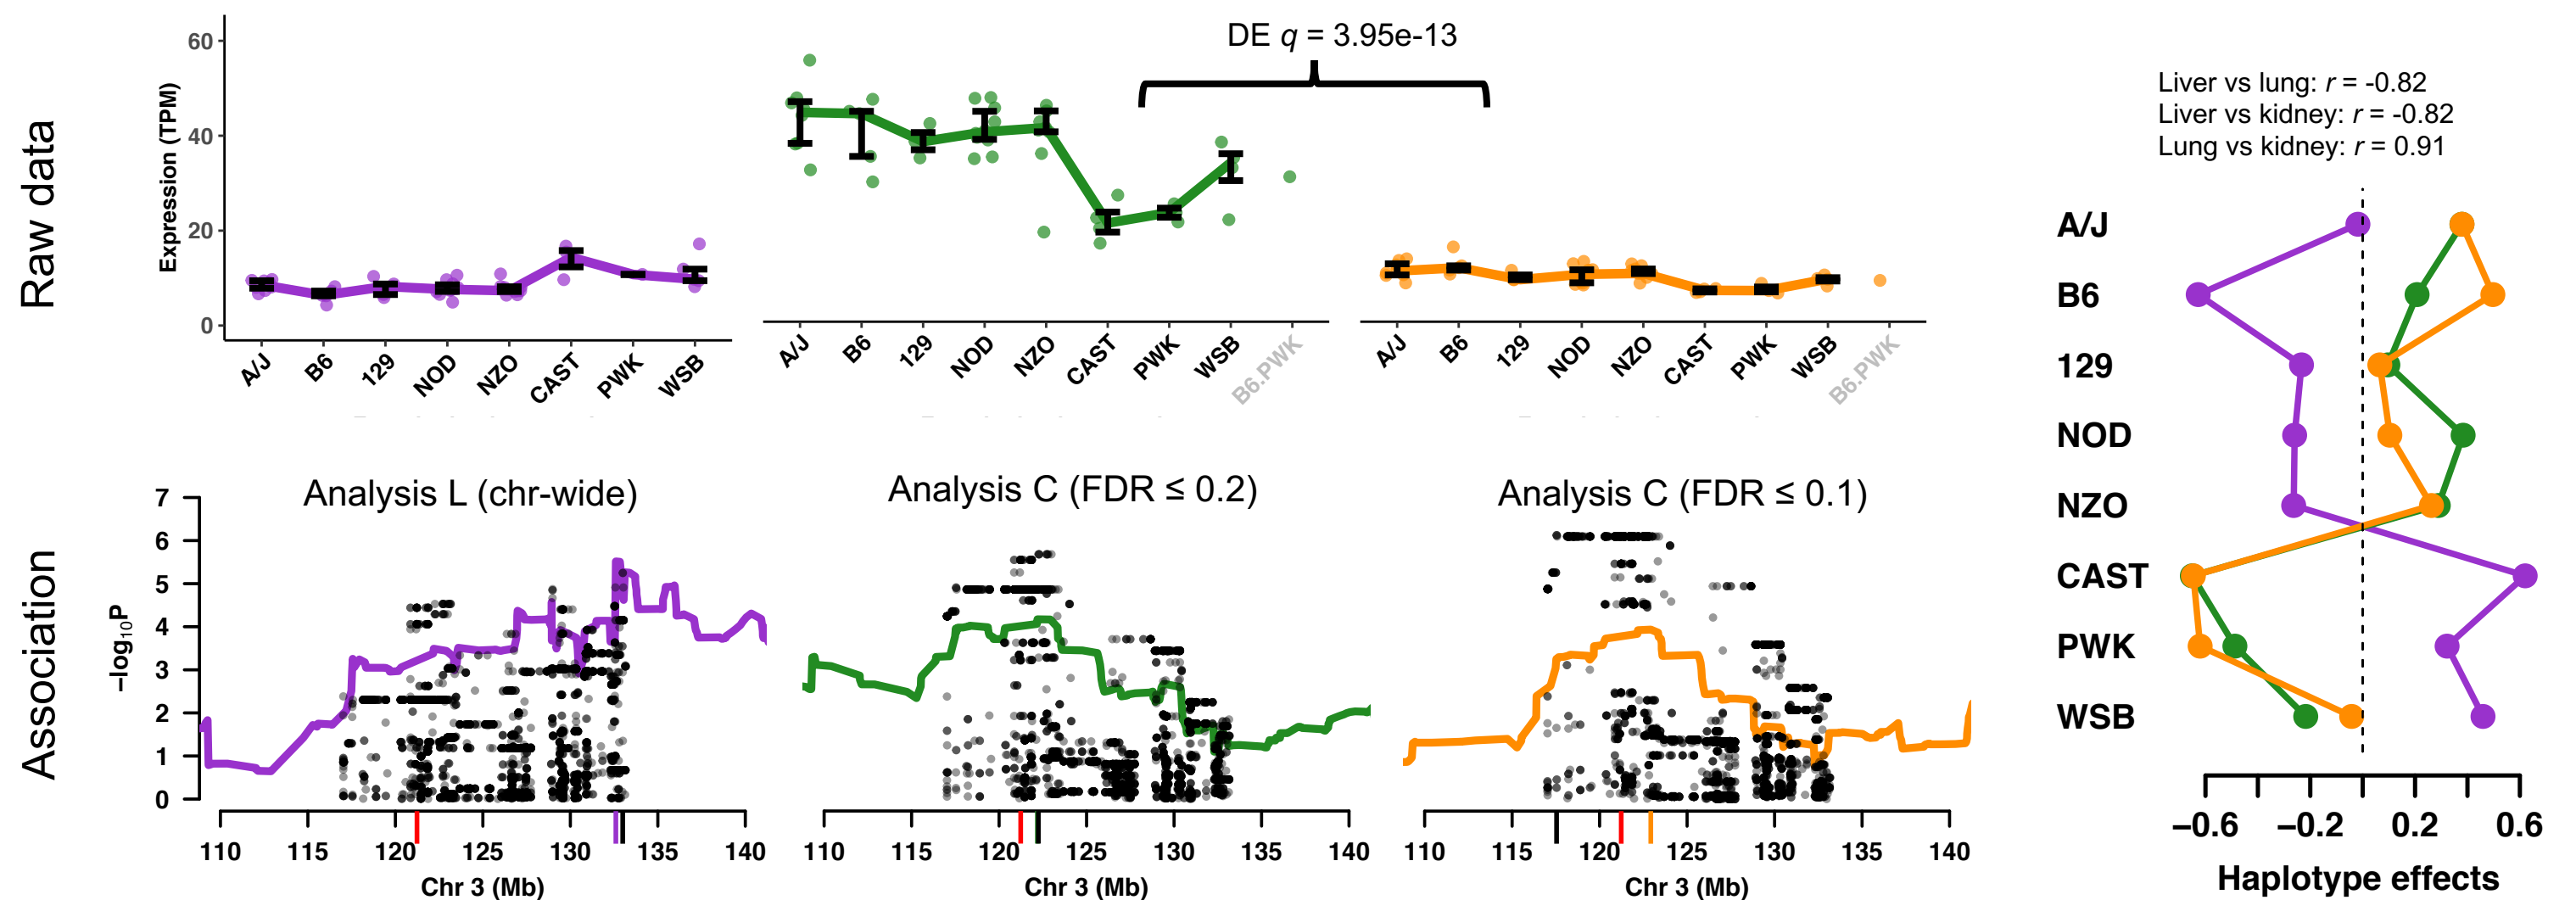 Raw data
Expression (TPM)
60
40
20
0
A/J
B6
129
NOD
NZO
CAST
PWK
WSB
DE q = 3.95e-13
A/J
B6
129
NOD
NZO
CAST
PWK
WSB
B6.PWK
A/J
B6
129
NOD
NZO
CAST
PWK
WSB
B6.PWK
Association
−log10P
7
6
5
4
3
2
1
0
Analysis L (chr-wide)
110 115 120 125 130 135 140
Chr 3 (Mb)
Analysis C (FDR ≤ 0.2)
110 115 120 125 130 135 140
Chr 3 (Mb)
Analysis C (FDR ≤ 0.1)
110 115 120 125 130 135 140
Chr 3 (Mb)
Liver vs lung: r = -0.82
Liver vs kidney: r = -0.82
Lung vs kidney: r = 0.91
A/J
B6
129
NOD
NZO
CAST
PWK
WSB
−0.6 −0.2 0.2 0.6
Haplotype effects